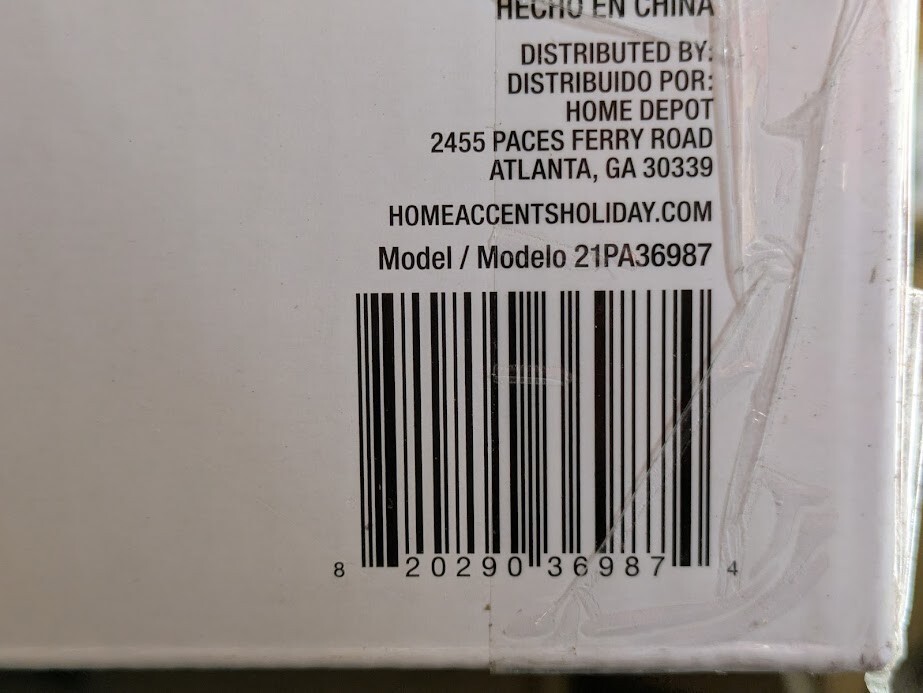 HECHO EN CHINA
DISTRIBUTED BY:
DISTRIBUIDO POR:
HOME DEPOT
2455 PACES FERRY ROAD
ATLANTA, GA 30339
HOMEACCENTSHOLIDAY.COM
Model / Modelo 21PA36987
8 20290 36987 4